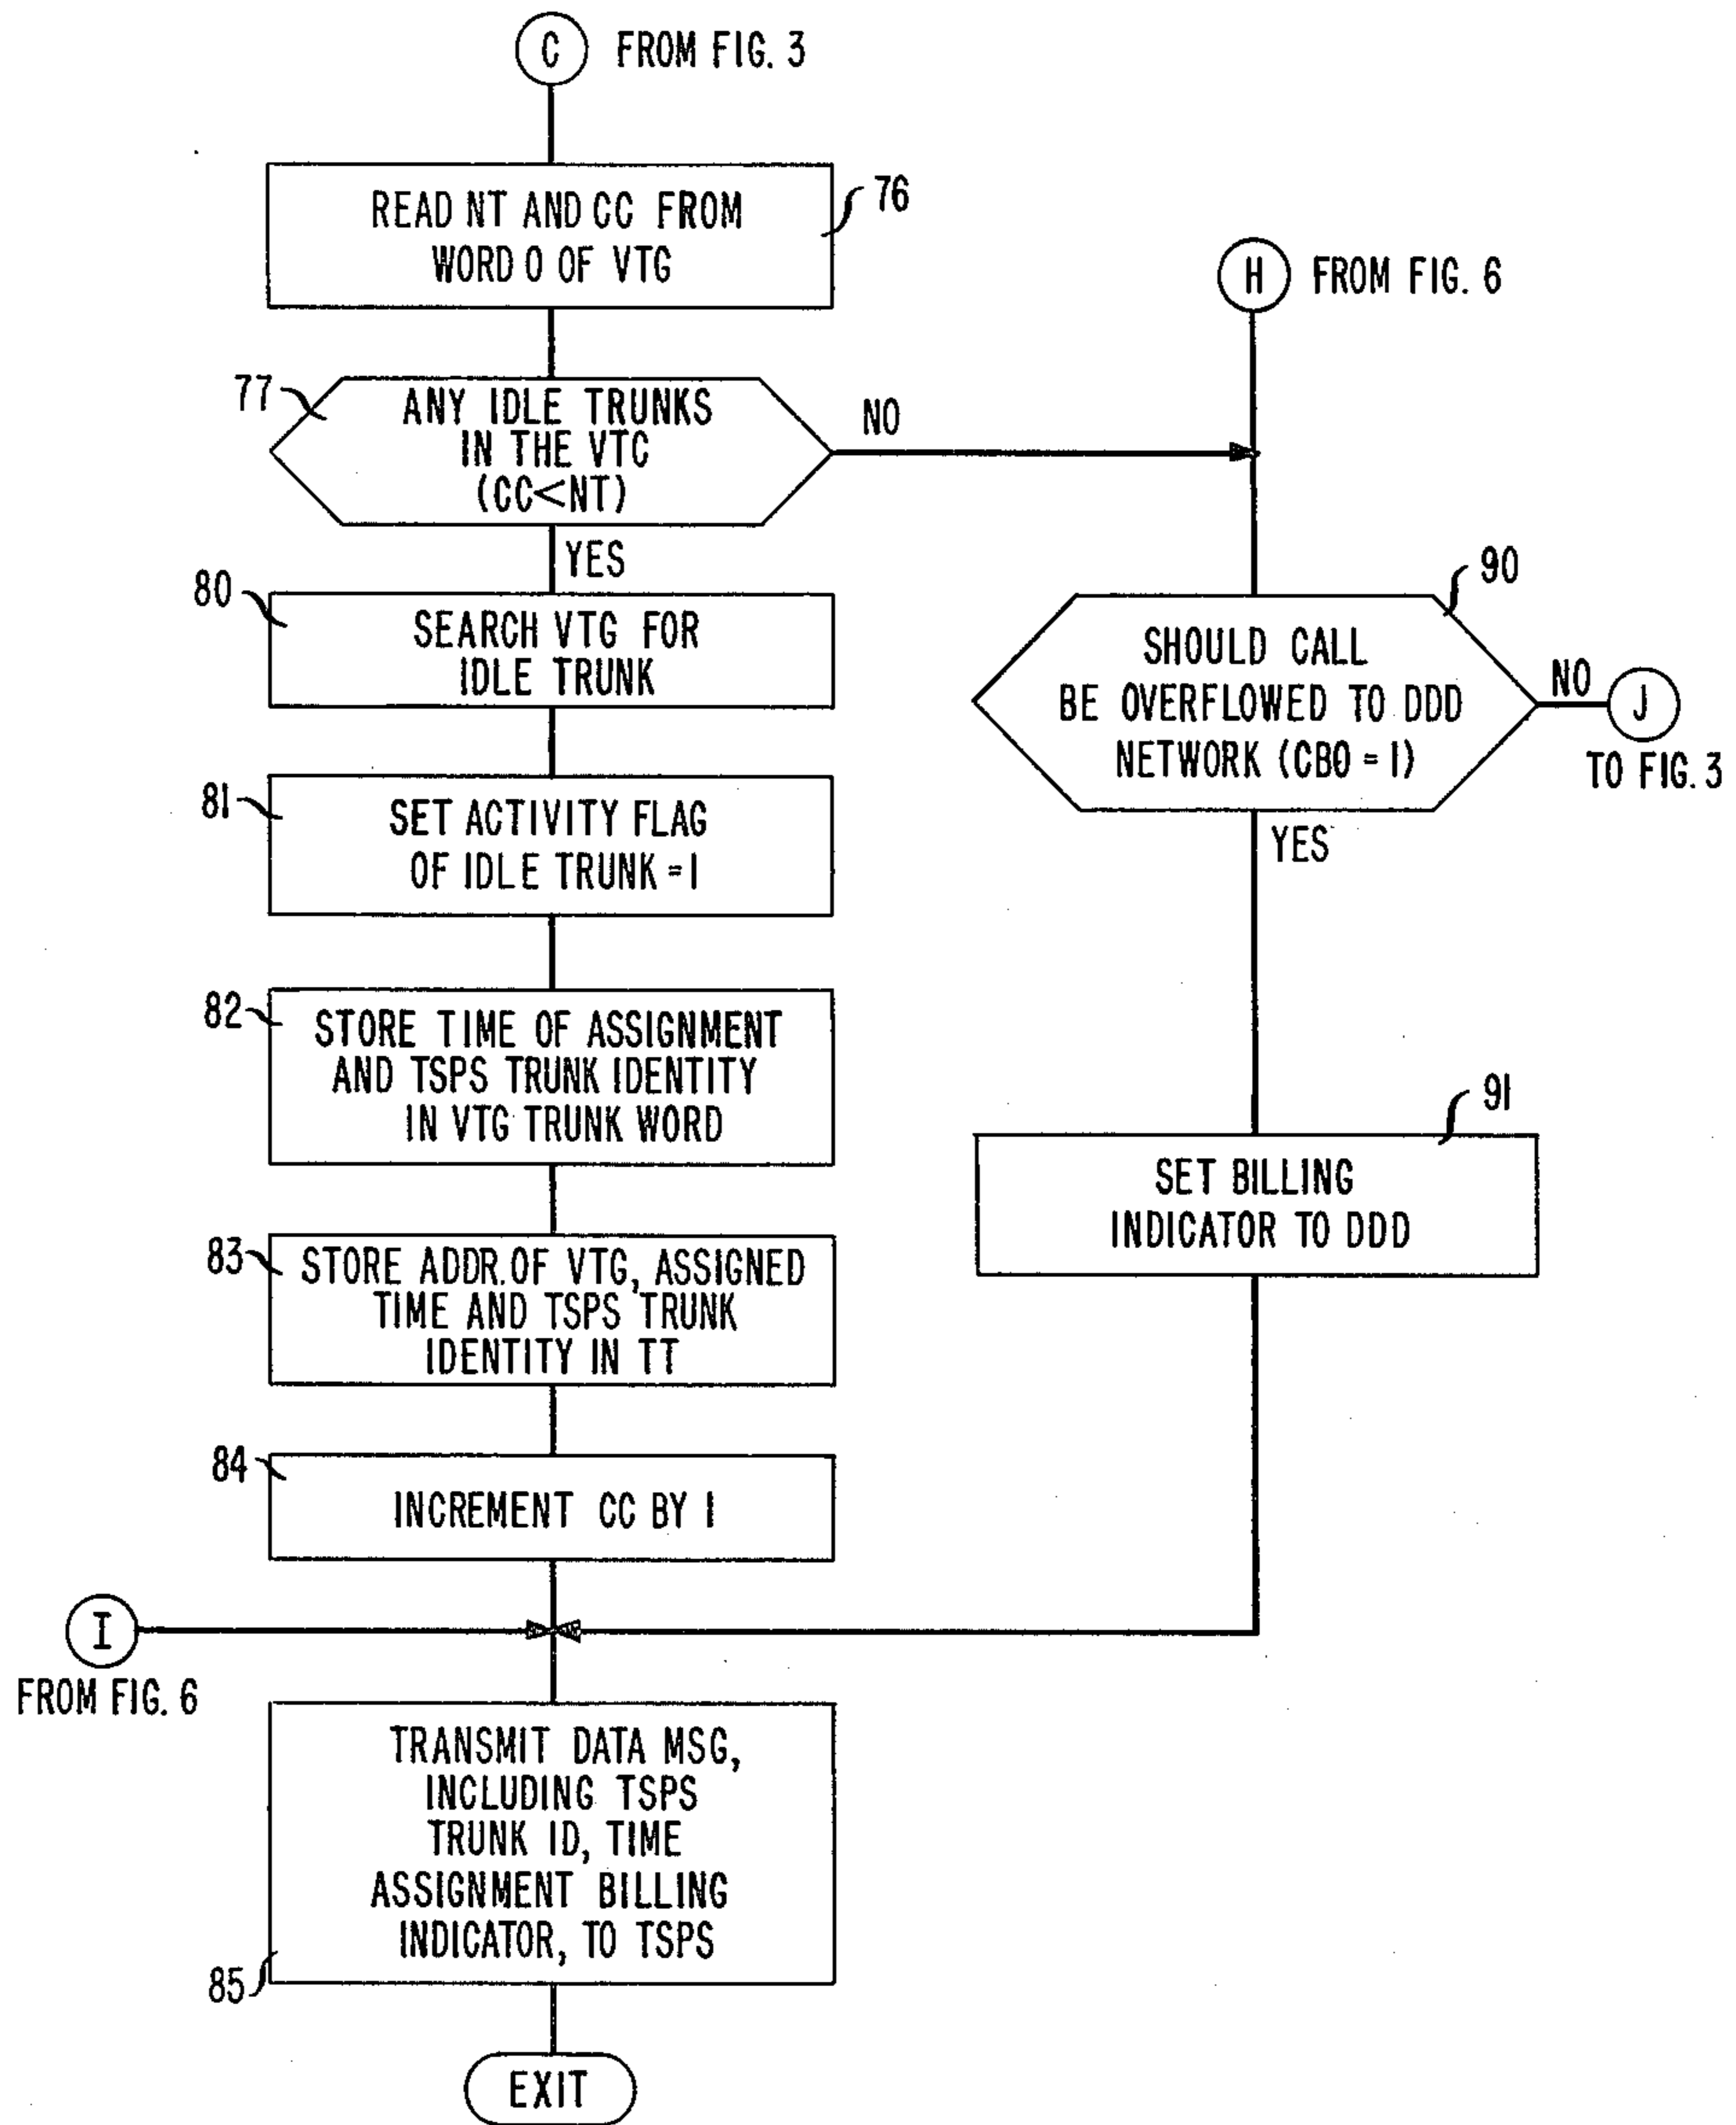 C FROM FIG. 3
READ NT AND CC FROM
WORD 0 OF VTG
76
H FROM FIG. 6
77
ANY IDLE TRUNKS
IN THE VTC
(CC<NT)
NO
YES
80
SEARCH VTG FOR
IDLE TRUNK
90
SHOULD CALL
BE OVERFLOWED TO DDD
NETWORK (CBO = 1)
NO
J
TO FIG. 3
YES
81
SET ACTIVITY FLAG
OF IDLE TRUNK = 1
82
STORE TIME OF ASSIGNMENT
AND TSPS TRUNK IDENTITY
IN VTG TRUNK WORD
91
SET BILLING
INDICATOR TO DDD
83
STORE ADDR. OF VTG, ASSIGNED
TIME AND TSPS TRUNK
IDENTITY IN TT
84
INCREMENT CC BY 1
I
FROM FIG. 6
TRANSMIT DATA MSG,
INCLUDING TSPS
TRUNK ID, TIME
ASSIGNMENT BILLING
INDICATOR, TO TSPS
85
EXIT